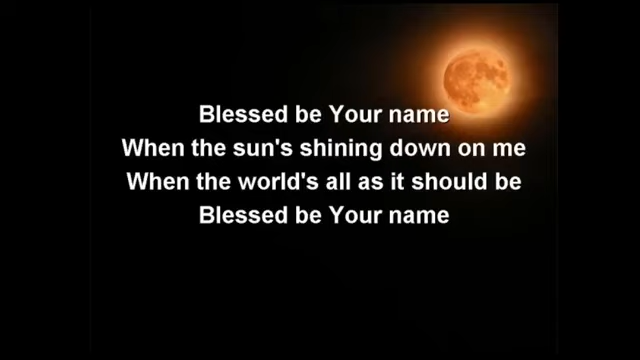 Blessed be Your name
When the sun's shining down on me
When the world's all as it should be
Blessed be Your name